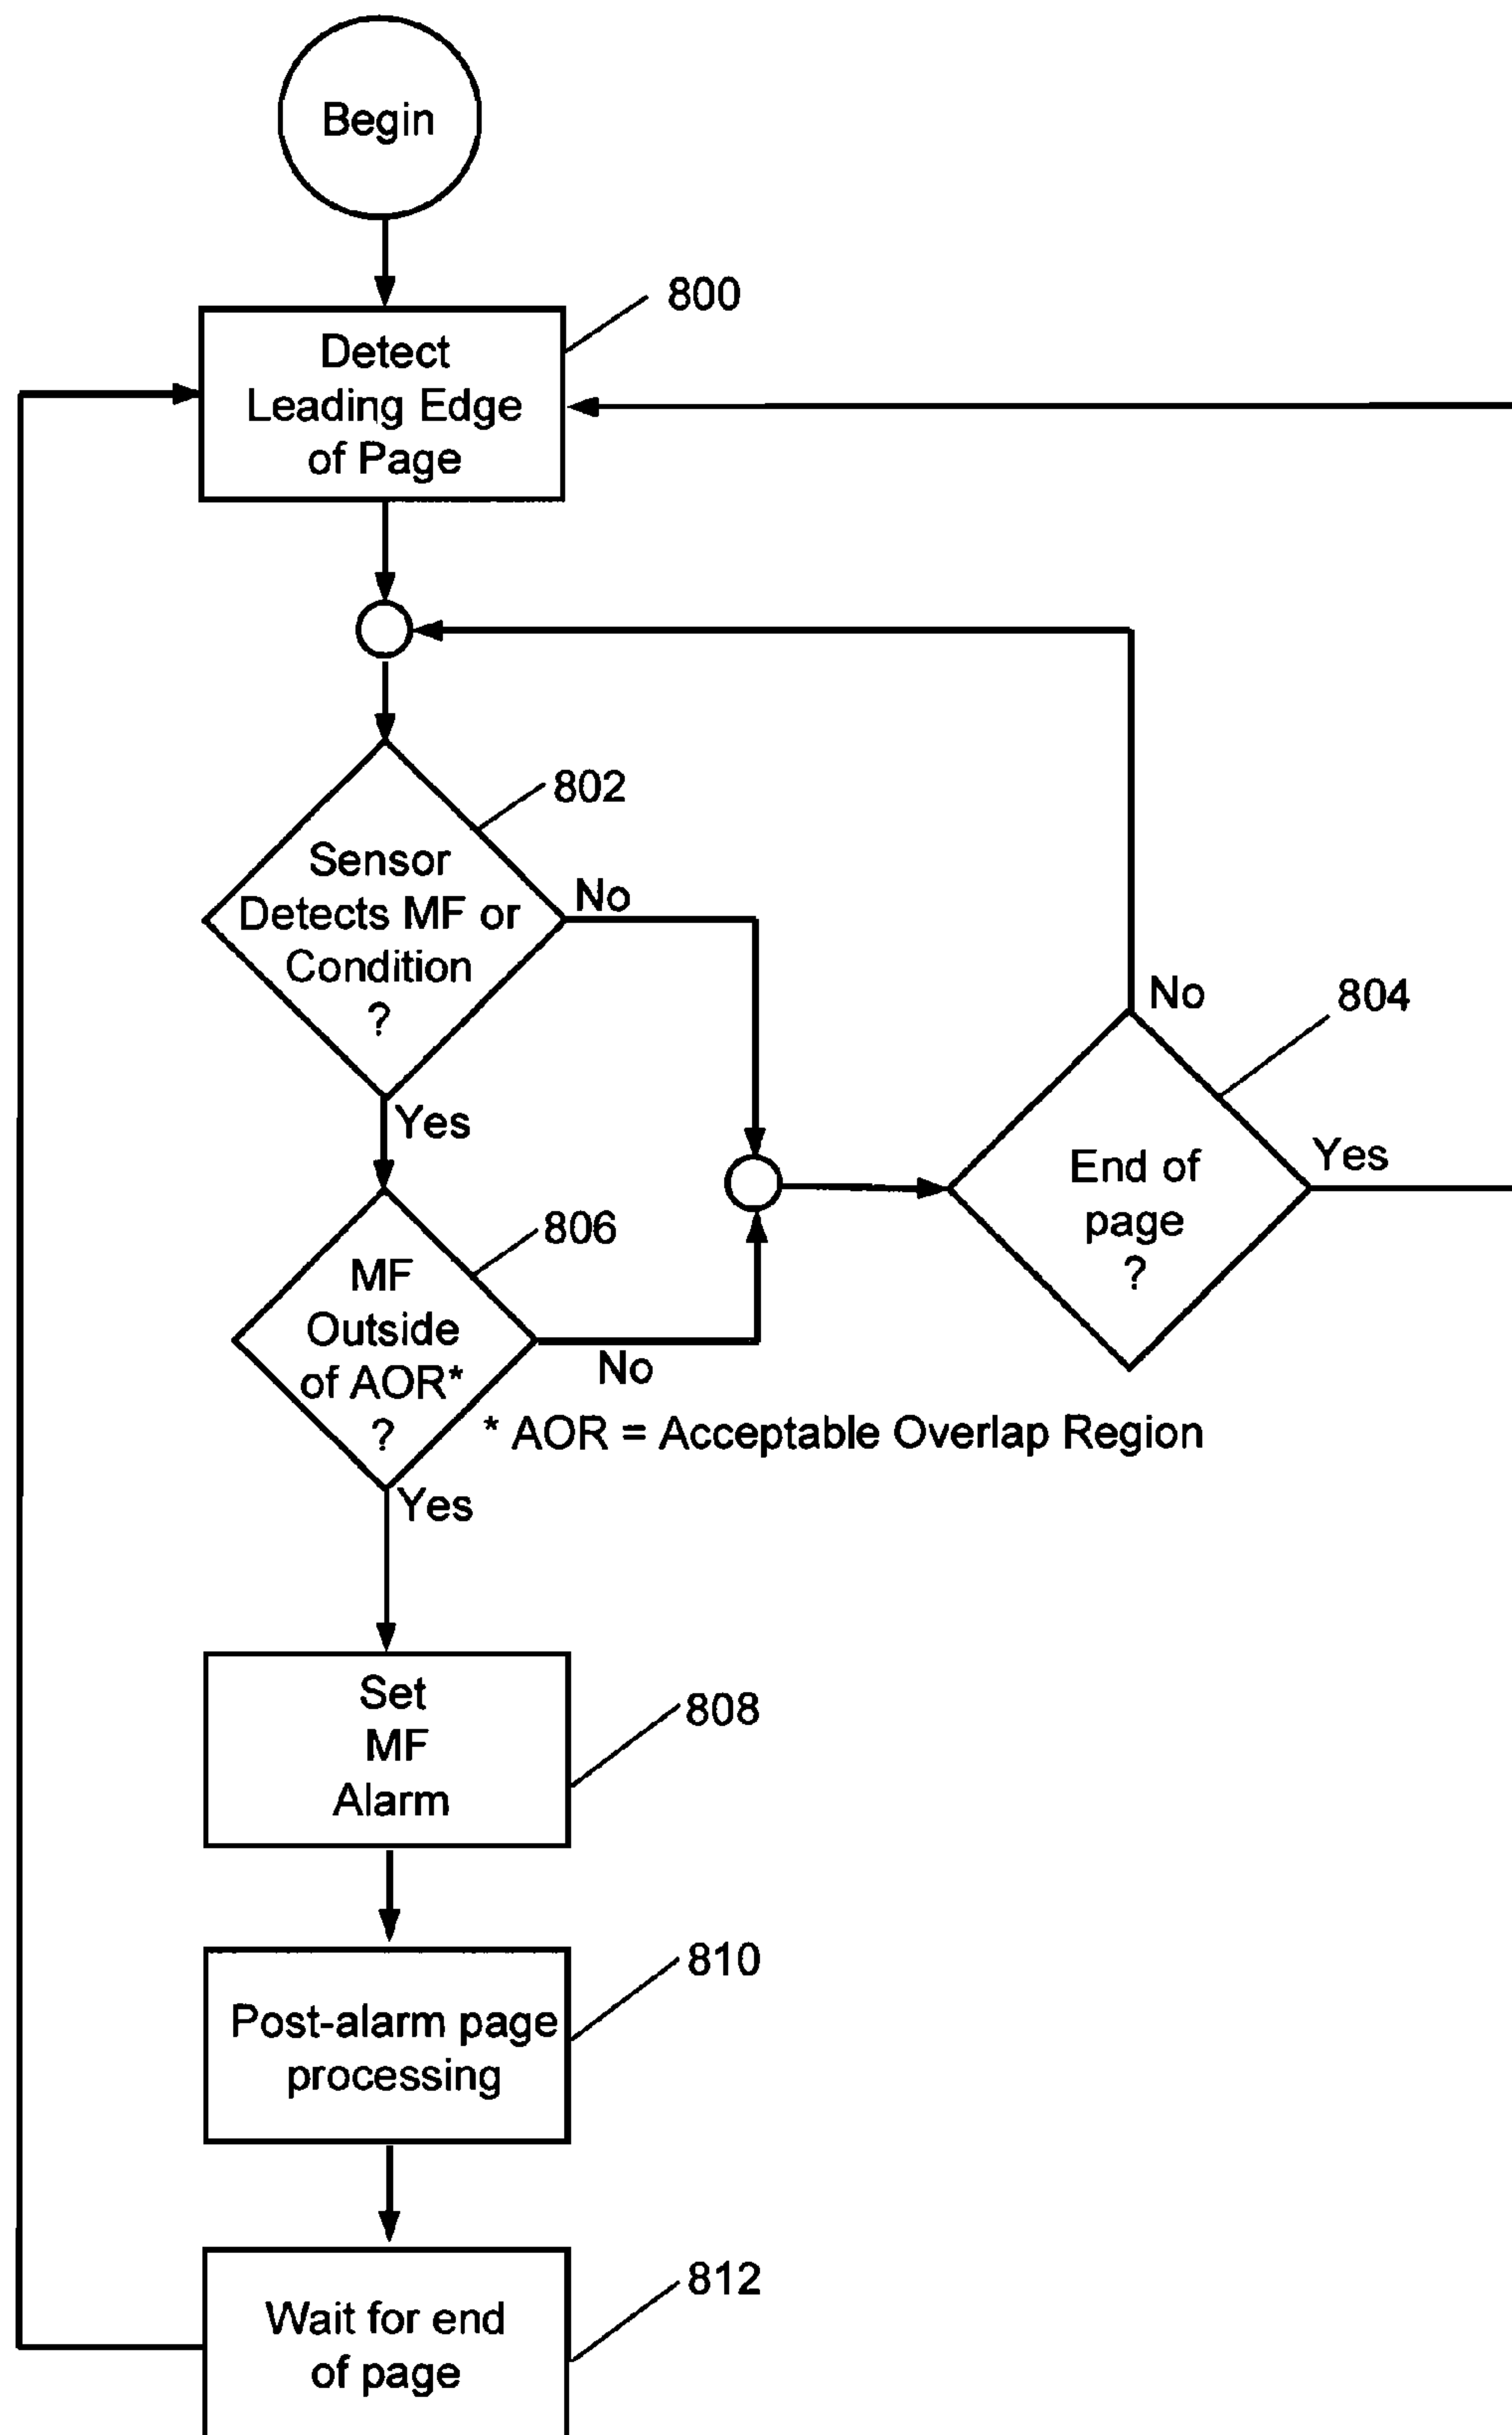 Begin
800
Detect
Leading Edge
of Page
802
Sensor
Detects MF or
Condition
?
No
Yes
No
804
End of
page
?
Yes
806
MF
Outside
of AOR*
?
No
* AOR = Acceptable Overlap Region
Yes
Set
MF
Alarm
808
810
Post-alarm page
processing
812
Wait for end
of page